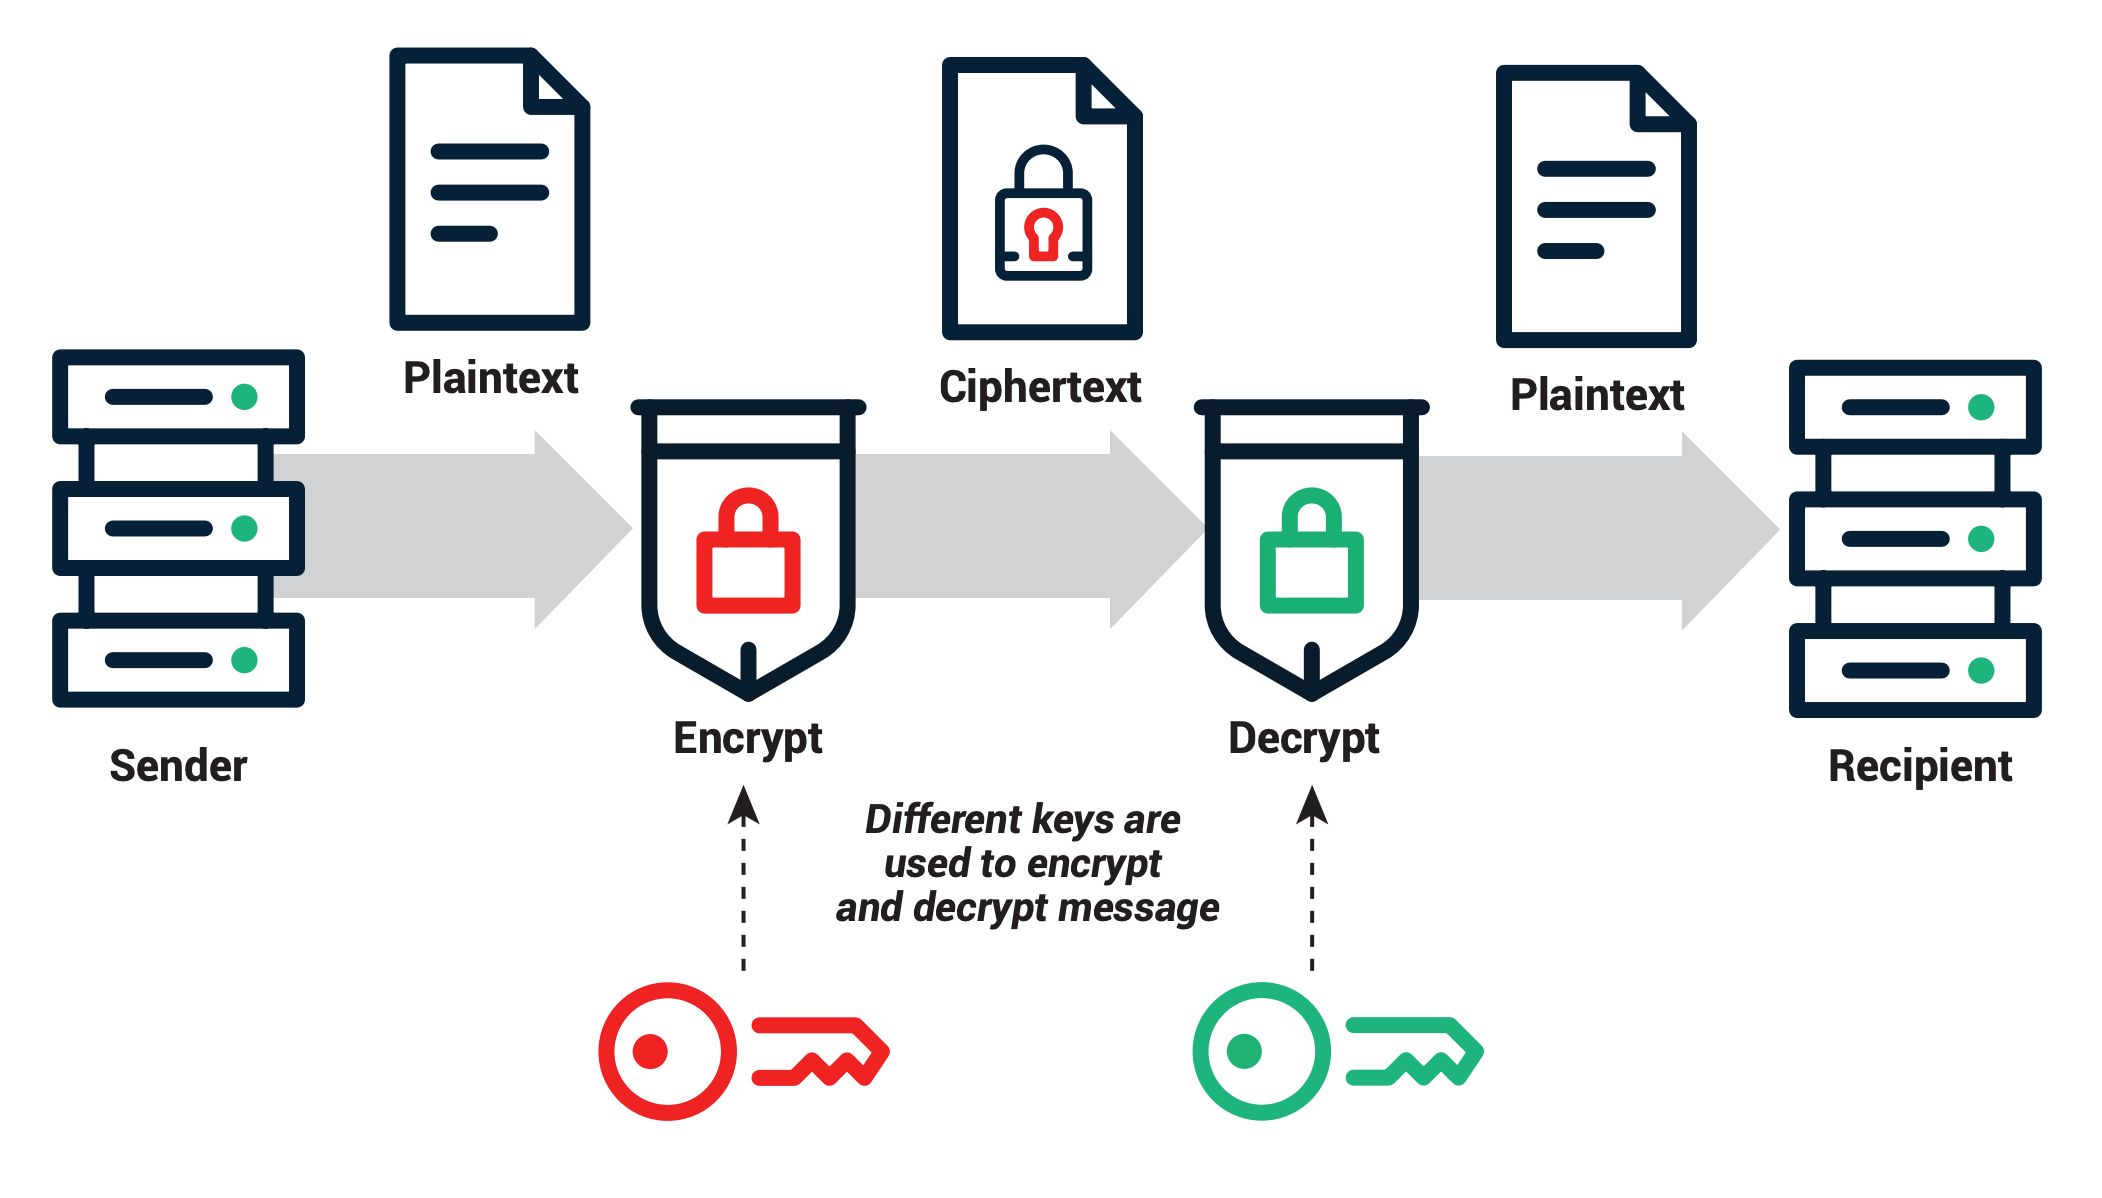 Plaintext
Ciphertext
Plaintext
Encrypt
Decrypt
Sender
Recipient
Different keys are
used to encrypt
and decrypt message